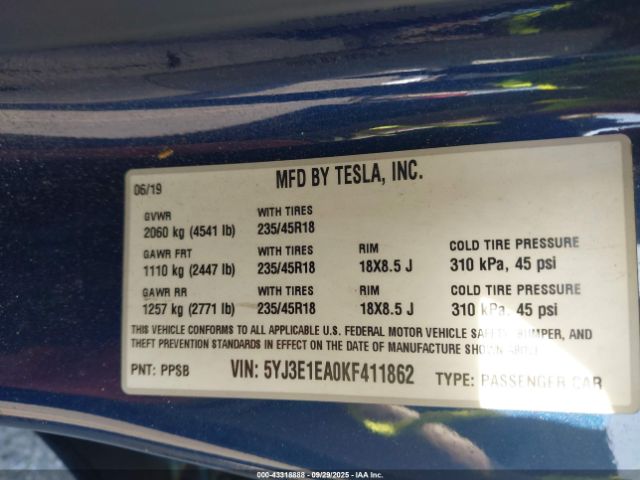 06/19 MFD BY TESLA, INC.
GVWR WITH TIRES
2060 kg (4541 lb) 235/45R18
GAWR FRT WITH TIRES RIM COLD TIRE PRESSURE
1110 kg (2447 lb) 235/45R18 18X8.5 J 310 kPa, 45 psi
GAWR RR WITH TIRES RIM COLD TIRE PRESSURE
1257 kg (2771 lb) 235/45R18 18X8.5 J 310 kPa, 45 psi
THIS VEHICLE CONFORMS TO ALL APPLICABLE U.S. FEDERAL MOTOR VEHICLE SAFETY, BUMPER, AND
THEFT PREVENTION STANDARDS IN EFFECT ON THE DATE OF MANUFACTURE SHOWN ABOVE
PNT: PPSB VIN: 5YJ3E1EA0KF411862 TYPE: PASSENGER CAR
000-43318888 - 09/29/2025 - © IAA Holdings, LLC